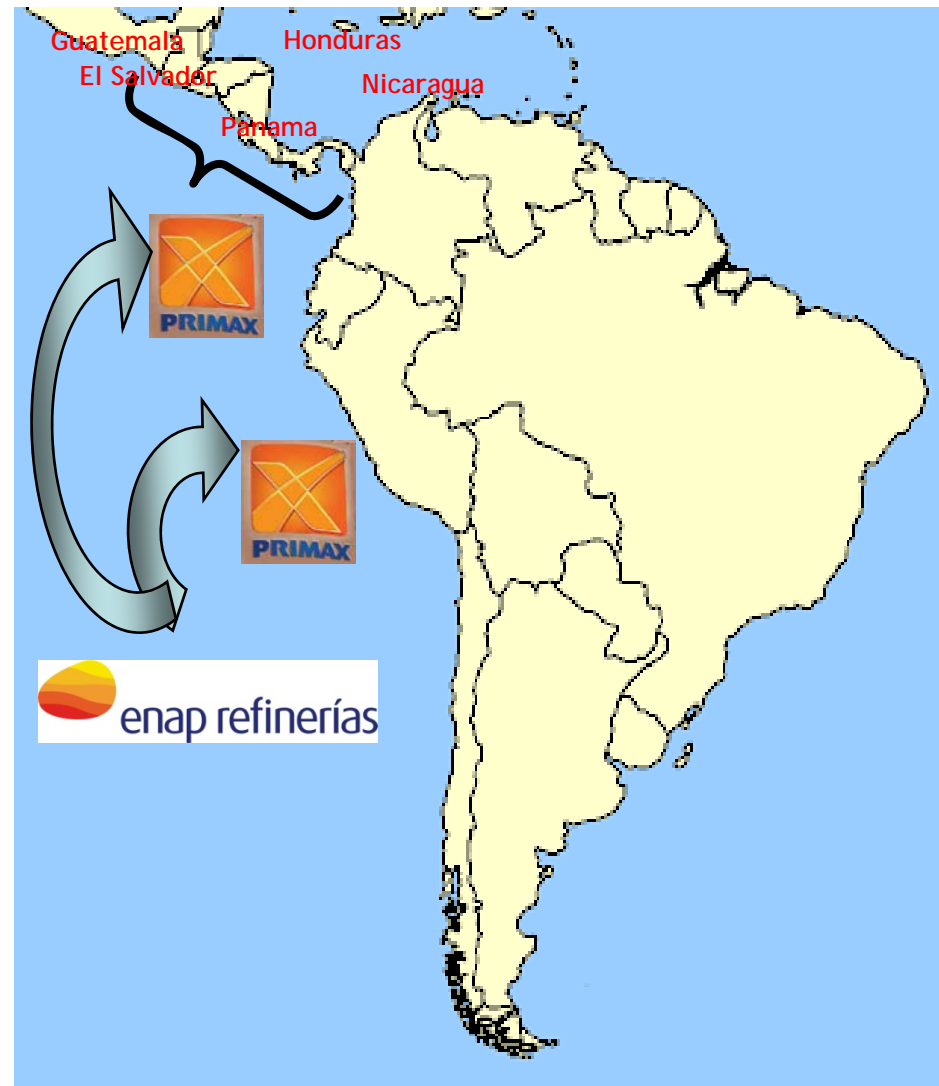 Guatemala
Honduras
El Salvador
Nicaragua
Panama
PRIMAX
PRIMAX
enap refinerías